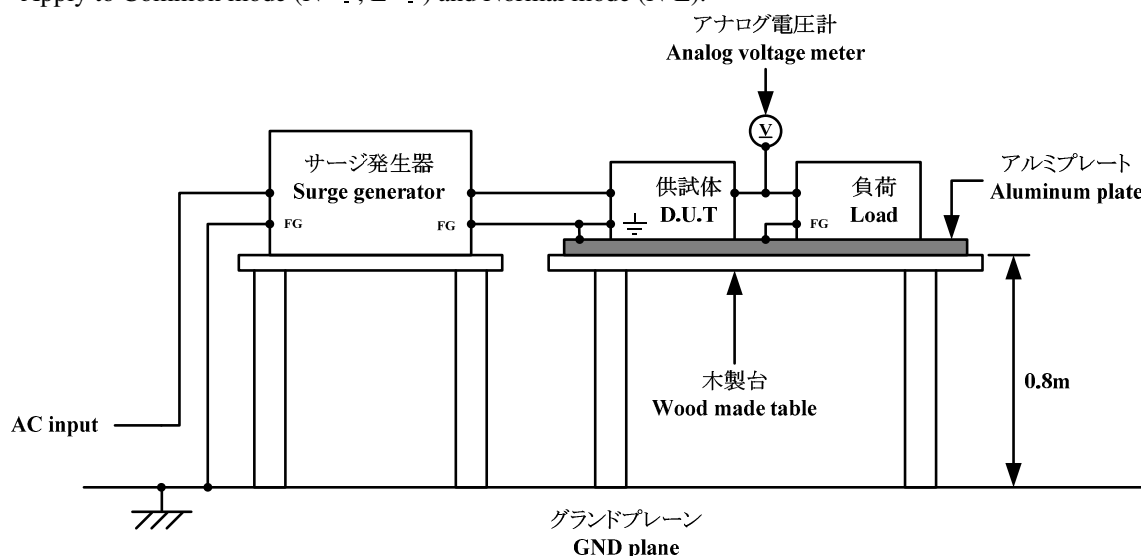 Apply to Common mode (N-⏚, L-⏚) and Normal mode (N-L).
アナログ電圧計
Analog voltage meter
V
サージ発生器
Surge generator
FG
FG
供試体
D.U.T
負荷
Load
FG
アルミプレート
Aluminum plate
木製台
Wood made table
0.8m
AC input
グランドプレーン
GND plane